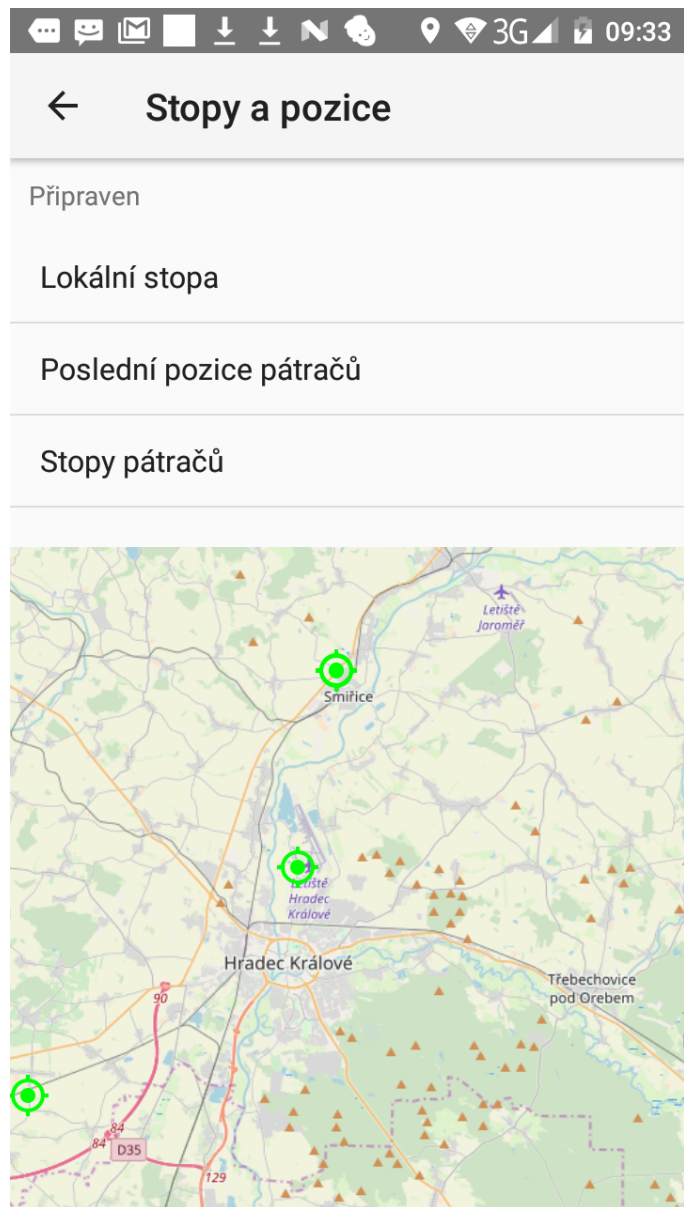 3G 09:33
Stopy a pozice
Připraven
Lokální stopa
Poslední pozice pátračů
Stopy pátračů
Letiště
Jaroměř
Smiřice
Letiště
Hradec
Králové
Hradec Králové
Třebechovice
pod Orebem
90
84
84
D35
129